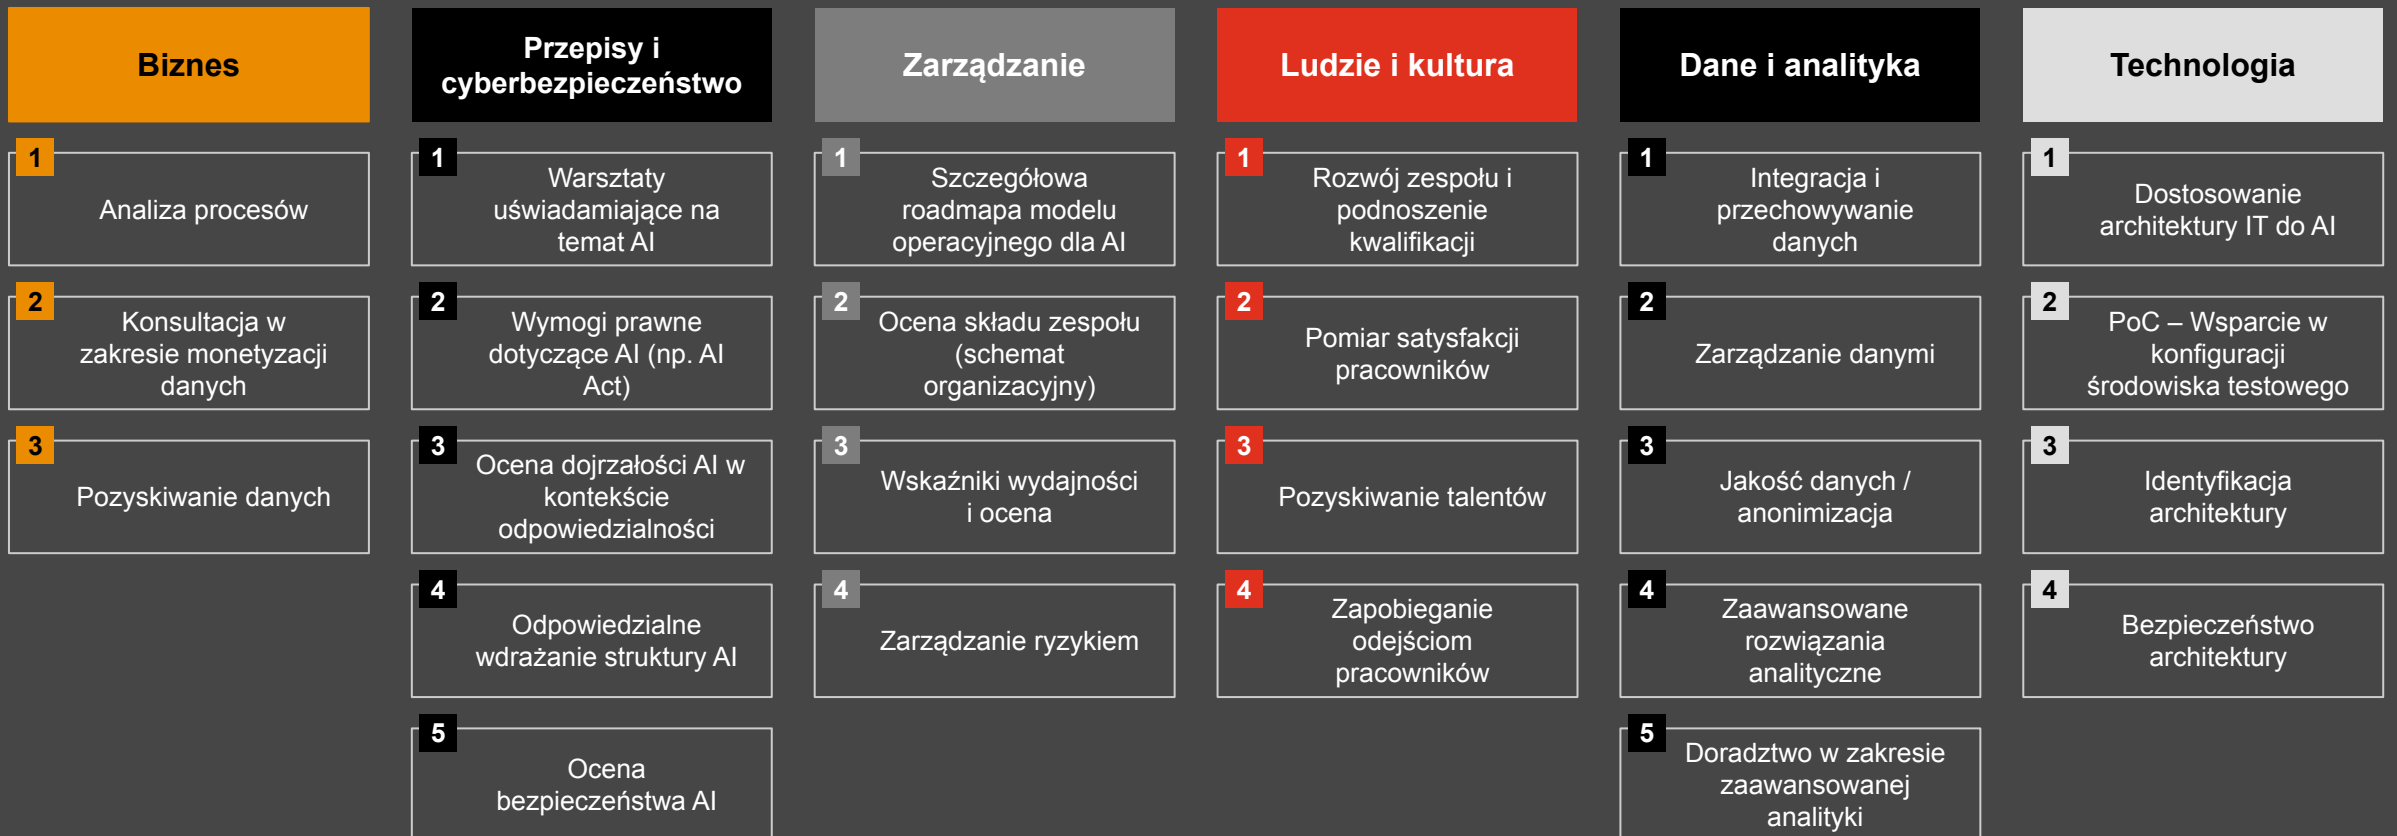 Biznes
1
Analiza procesów
2
Konsultacja w
zakresie monetyzacji
danych
3
Pozyskiwanie danych
Przepisy i
cyberbezpieczeństwo
1
Warsztaty
uświadamiające na
temat AI
2
Wymogi prawne
dotyczące AI (np. AI
Act)
3
Ocena dojrzałości AI w
kontekście
odpowiedzialności
4
Odpowiedzialne
wdrażanie struktury AI
5
Ocena
bezpieczeństwa AI
Zarządzanie
1
Szczegółowa
roadmapa modelu
operacyjnego dla AI
2
Ocena składu zespołu
(schemat
organizacyjny)
3
Wskaźniki wydajności
i ocena
4
Zarządzanie ryzykiem
Ludzie i kultura
1
Rozwój zespołu i
podnoszenie
kwalifikacji
2
Pomiar satysfakcji
pracowników
3
Pozyskiwanie talentów
4
Zapobieganie
odejściom
pracowników
Dane i analityka
1
Integracja i
przechowywanie
danych
2
Zarządzanie danymi
3
Jakość danych /
anonimizacja
4
Zaawansowane
rozwiązania
analityczne
5
Doradztwo w zakresie
zaawansowanej
analityki
Technologia
1
Dostosowanie
architektury IT do AI
2
PoC – Wsparcie w
konfiguracji
środowiska testowego
3
Identyfikacja
architektury
4
Bezpieczeństwo
architektury